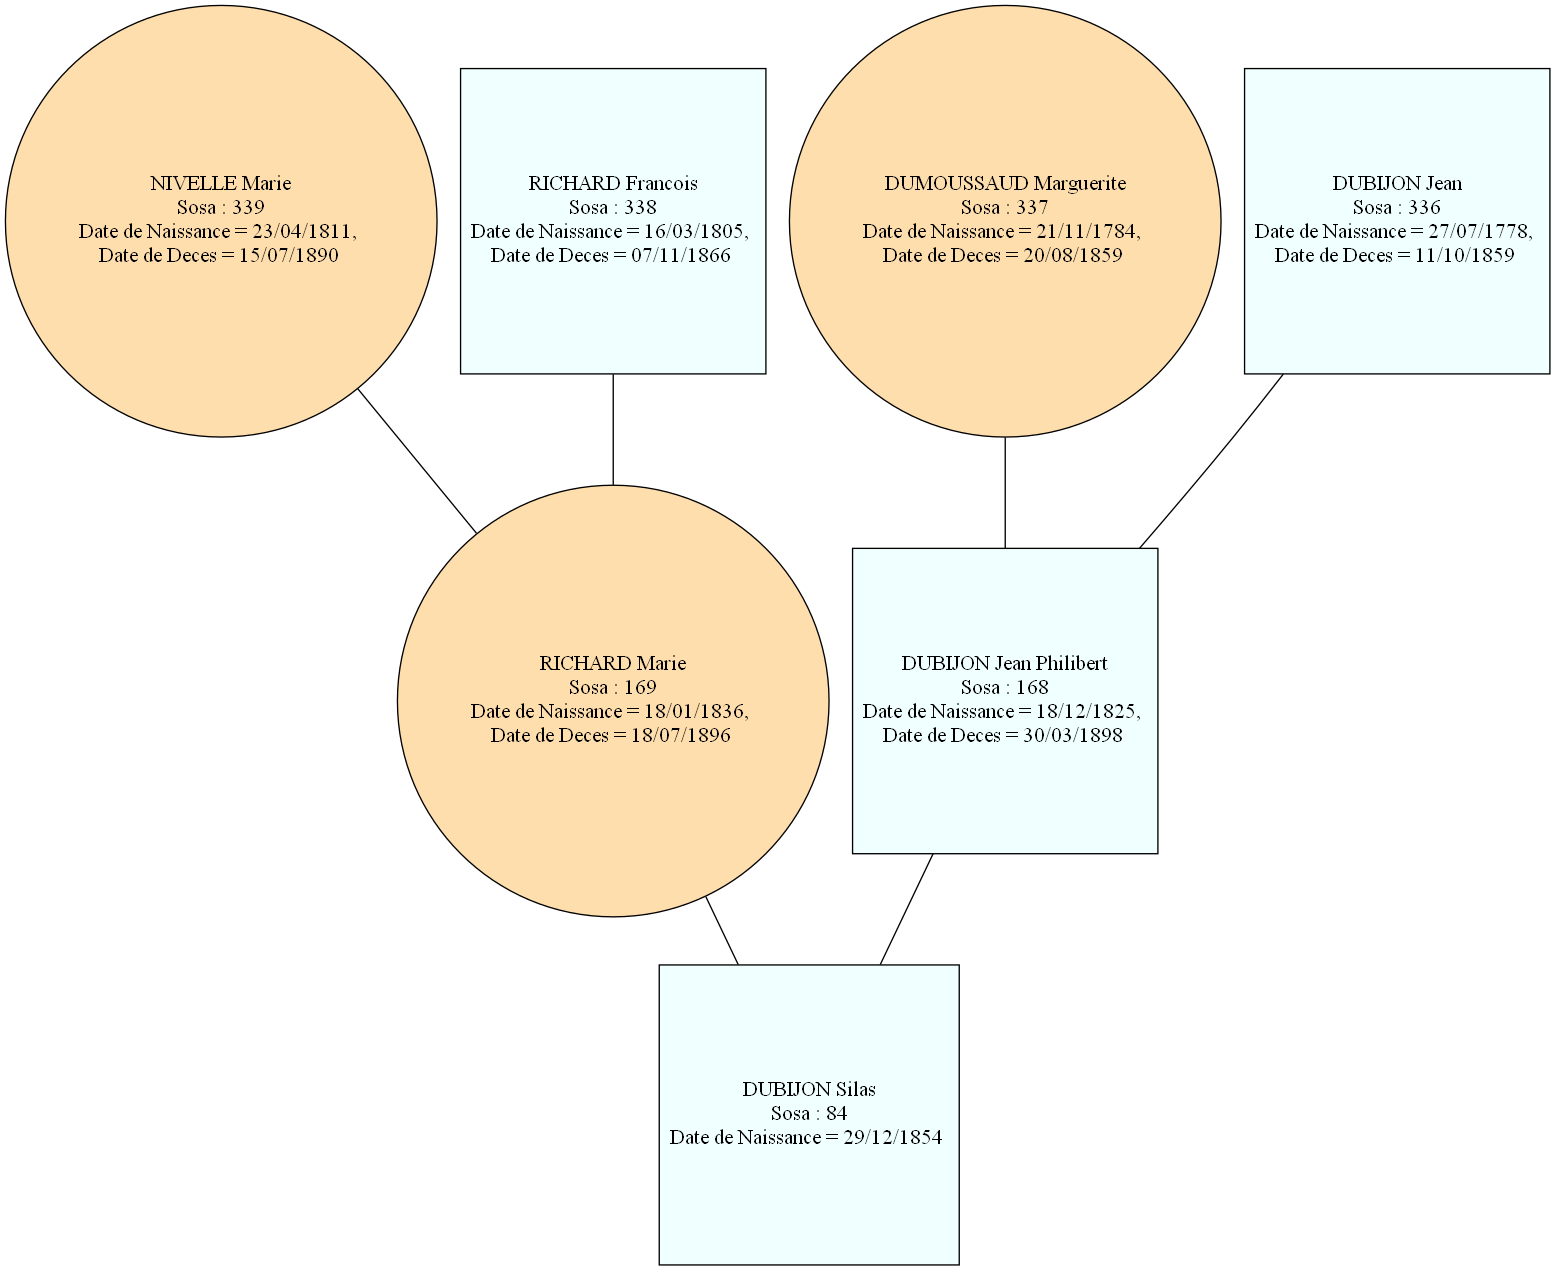 NIVELLE Marie
Sosa : 339
Date de Naissance = 23/04/1811,
Date de Deces = 15/07/1890
RICHARD Francois
Sosa : 338
Date de Naissance = 16/03/1805,
Date de Deces = 07/11/1866
DUMOUSSAUD Marguerite
Sosa : 337
Date de Naissance = 21/11/1784,
Date de Deces = 20/08/1859
DUBIJON Jean
Sosa : 336
Date de Naissance = 27/07/1778,
Date de Deces = 11/10/1859
RICHARD Marie
Sosa : 169
Date de Naissance = 18/01/1836,
Date de Deces = 18/07/1896
DUBIJON Jean Philibert
Sosa : 168
Date de Naissance = 18/12/1825,
Date de Deces = 30/03/1898
DUBIJON Silas
Sosa : 84
Date de Naissance = 29/12/1854